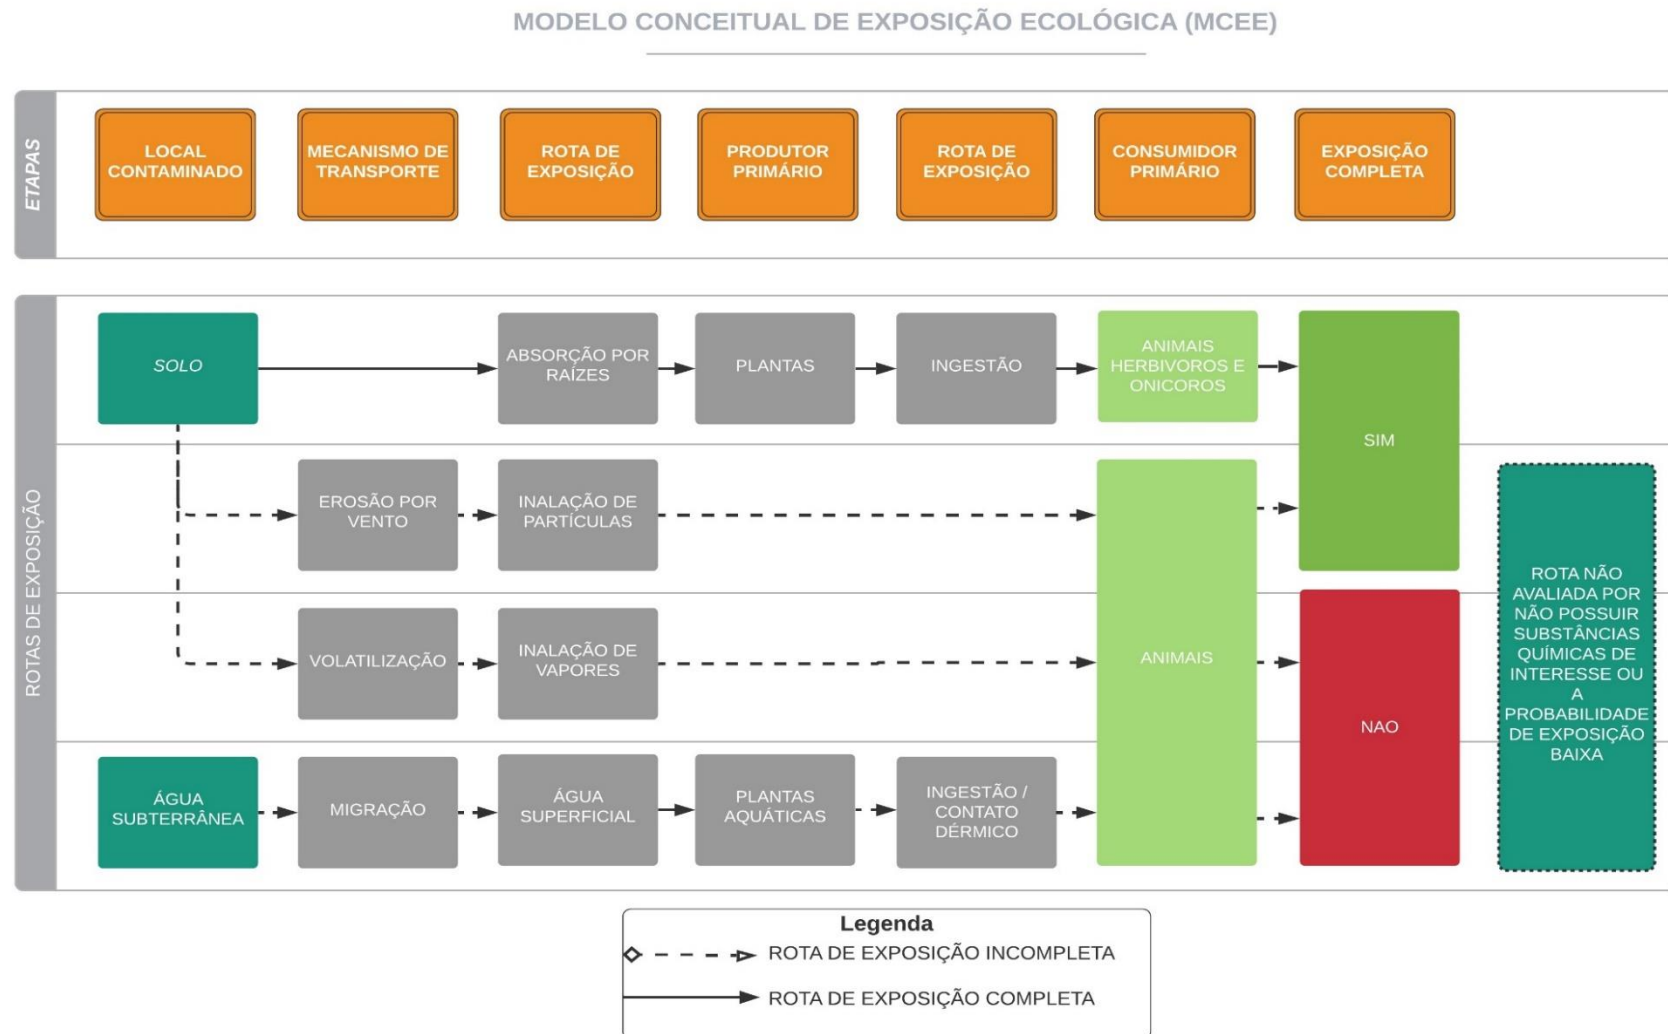 MODELO CONCEITUAL DE EXPOSIÇÃO ECOLÓGICA (MCEE)
ETAPAS
LOCAL
CONTAMINADO
MECANISMO DE
TRANSPORTE
ROTA DE
EXPOSIÇÃO
PRODUTOR
PRIMÁRIO
ROTA DE
EXPOSIÇÃO
CONSUMIDOR
PRIMÁRIO
EXPOSIÇÃO
COMPLETA
ROTAS DE EXPOSIÇÃO
SOLO
ABSORÇÃO POR
RAÍZES
PLANTAS
INGESTÃO
ANIMAIS
HERBIVOROS E
ONICOROS
SIM
EROSÃO POR
VENTO
INALAÇÃO DE
PARTÍCULAS
VOLATILIZAÇÃO
INALAÇÃO DE
VAPORES
ANIMAIS
NAO
ROTA NÃO
AVALIADA POR
NÃO POSSUIR
SUBSTÂNCIAS
QUÍMICAS DE
INTERESSE OU
A
PROBABILIDADE
DE EXPOSIÇÃO
BAIXA
ÁGUA
SUBTERRÂNEA
MIGRAÇÃO
ÁGUA
SUPERFICIAL
PLANTAS
AQUÁTICAS
INGESTÃO /
CONTATO
DÉRMICO
Legenda
ROTA DE EXPOSIÇÃO INCOMPLETA
ROTA DE EXPOSIÇÃO COMPLETA